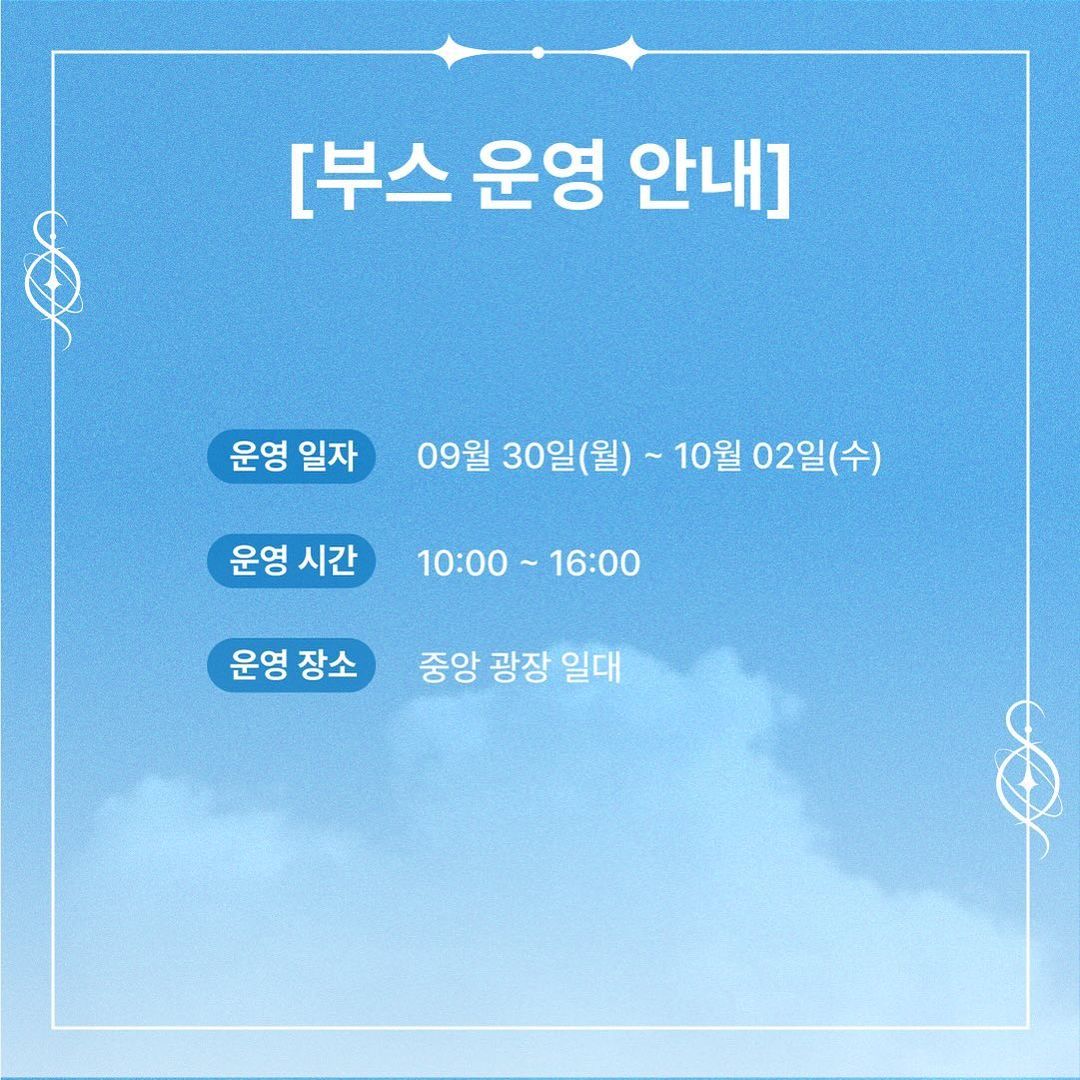 [부스 운영 안내]
운영 일자 09월 30일(월) ~ 10월 02일(수)
운영 시간 10:00 ~ 16:00
운영 장소 중앙 광장 일대